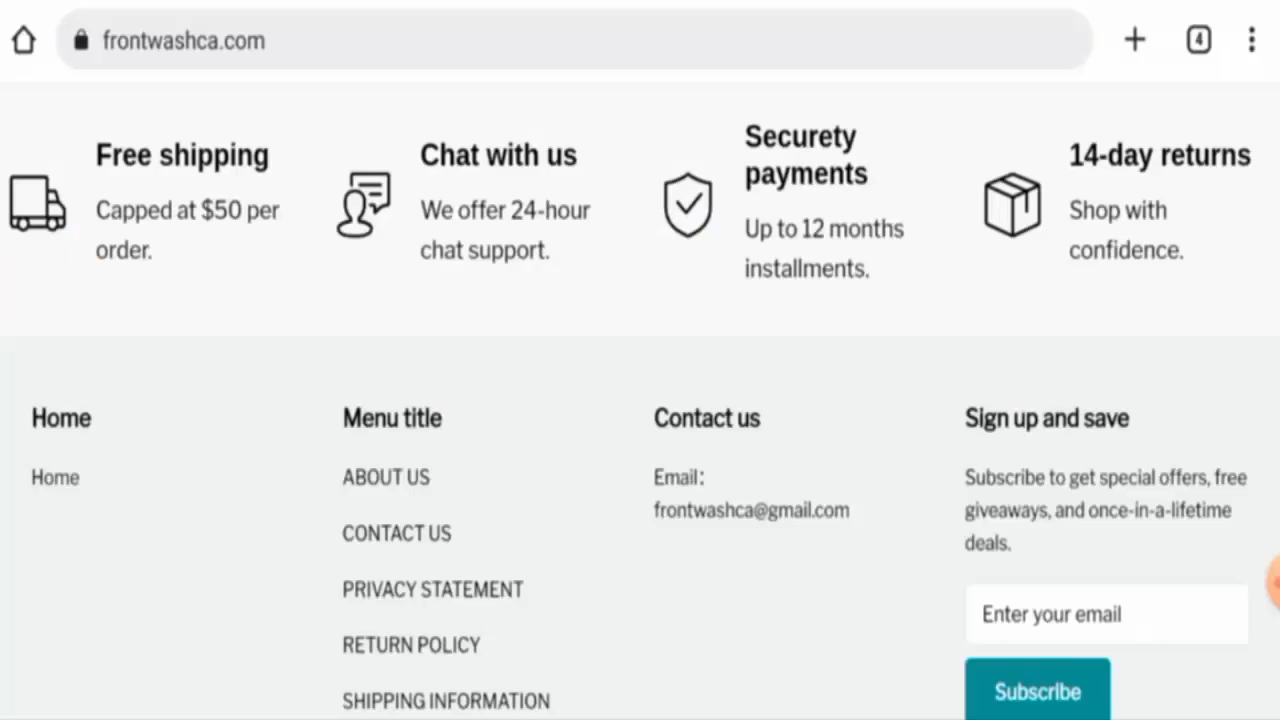 frontwashca.com
4
Free shipping
Capped at $50 per
order.
Chat with us
We offer 24-hour
chat support.
Securety
payments
Up to 12 months
installments.
14-day returns
Shop with
confidence.
Home
Home
Menu title
ABOUT US
CONTACT US
PRIVACY STATEMENT
RETURN POLICY
SHIPPING INFORMATION
Contact us
Email：
frontwashca@gmail.com
Sign up and save
Subscribe to get special offers, free
giveaways, and once-in-a-lifetime
deals.
Enter your email
Subscribe